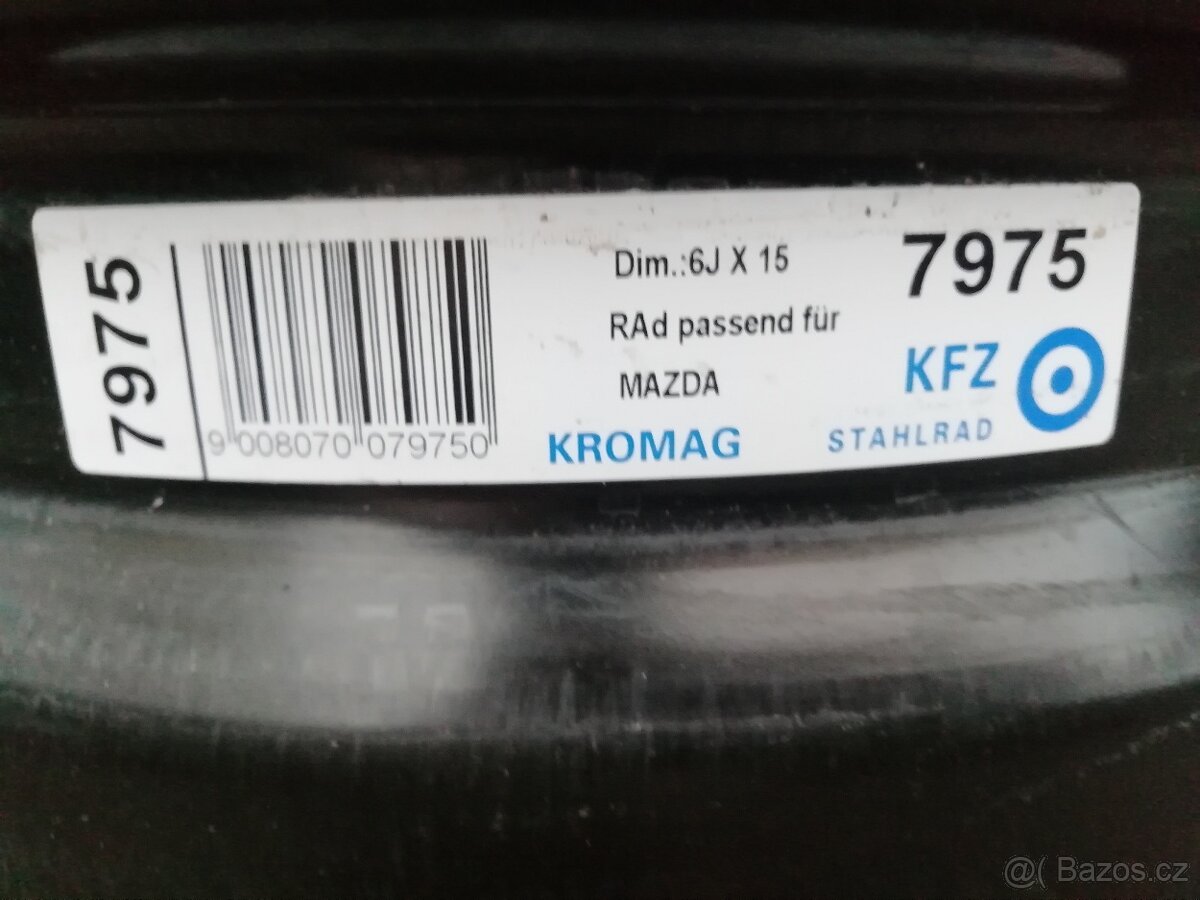 7975
9 008070 079750
Dim.:6J X 15
RAd passend für
MAZDA
KROMAG
7975
KFZ
STAHLRAD
@( Bazos.cz